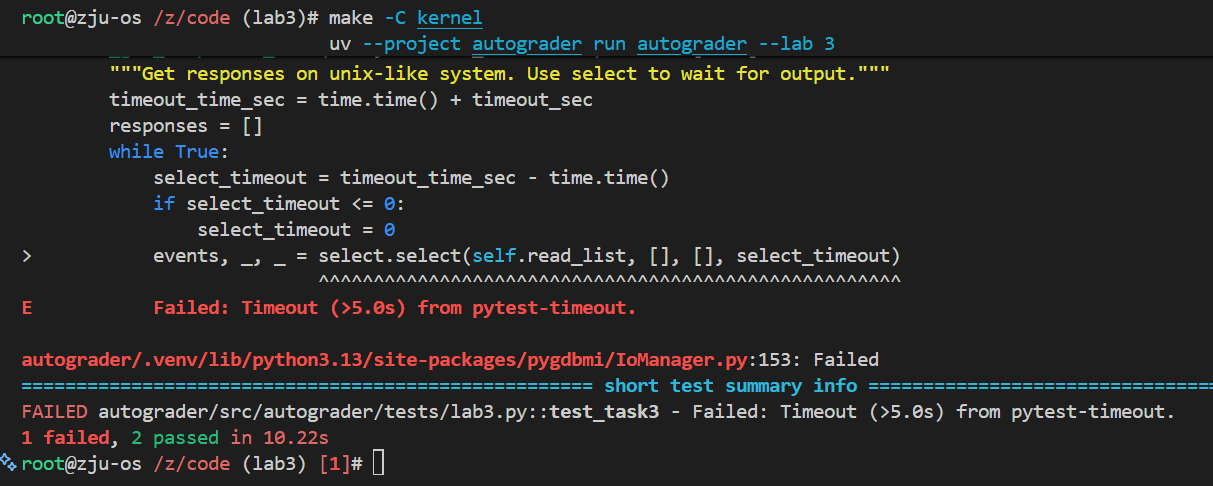 root@zju-os /z/code (lab3)# make -C kernel
uv --project autograder run autograder --lab 3
"""Get responses on unix-like system. Use select to wait for output."""
timeout_time_sec = time.time() + timeout_sec
responses = []
while True:
select_timeout = timeout_time_sec - time.time()
if select_timeout <= 0:
select_timeout = 0
> events, _, _ = select.select(self.read_list, [], [], select_timeout)
^^^^^^^^^^^^^^^^^^^^^^^^^^^^^^^^^^^^^^^^^^^^^^^^^^^^^
E Failed: Timeout (>5.0s) from pytest-timeout.
autograder/.venv/lib/python3.13/site-packages/pygdbmi/IoManager.py:153: Failed
==================================================== short test summary info ===============================
FAILED autograder/src/autograder/tests/lab3.py::test_task3 - Failed: Timeout (>5.0s) from pytest-timeout.
1 failed, 2 passed in 10.22s
root@zju-os /z/code (lab3) [1]#